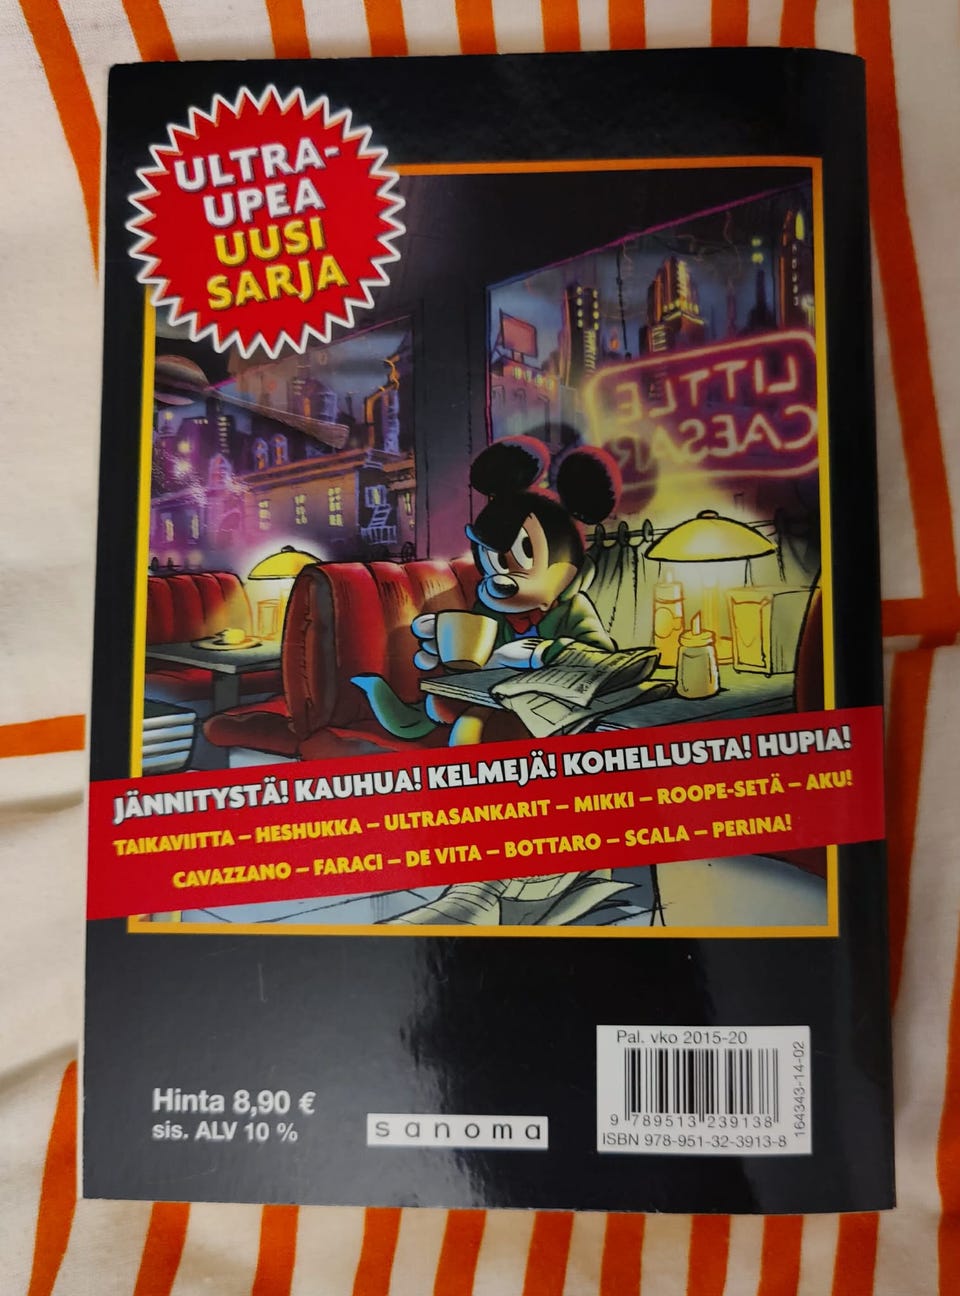 ULTRA-
UPEA
UUSI
SARJA
LITTLE
CAESAR
JÄNNITYSTÄ! KAUHUA! KELMEJÄ! KOHELLUSTA! HUPIA!
TAIKAVIITTA – HESHUKKA – ULTRASANKARIT – MIKKI – ROOPE-SETÄ – AKU!
CAVAZZANO – FARACI – DE VITA – BOTTARO – SCALA – PERINA!
Hinta 8,90 €
sis. ALV 10 %
sanoma
Pal. vko 2015-20
9 789513 239138
ISBN 978-951-32-3913-8
164343-14-02